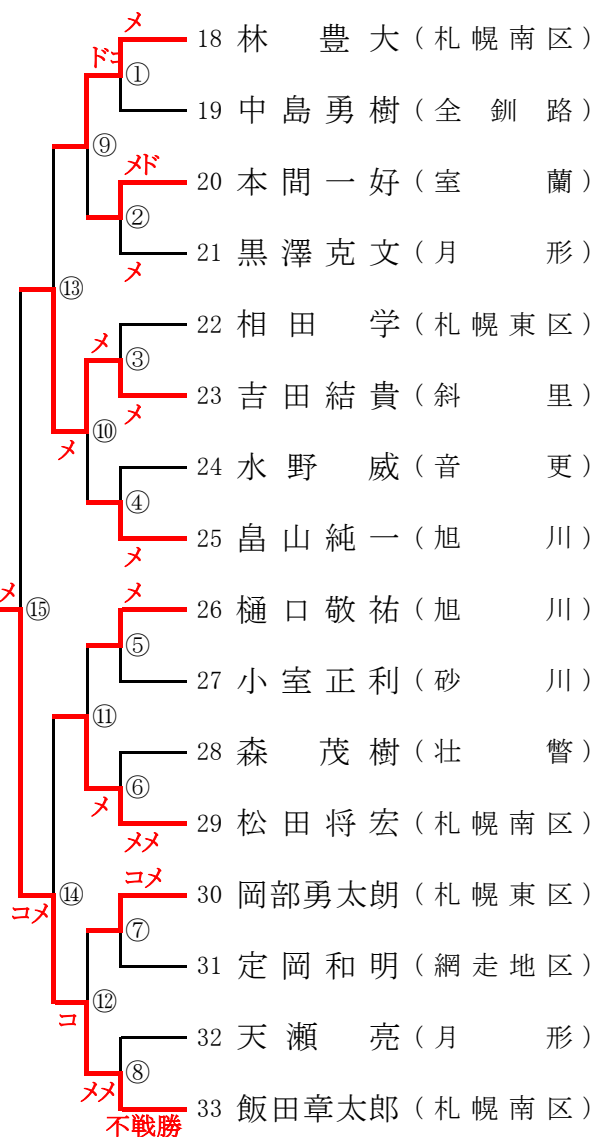 メ
18 林 豊 大 (札幌南区)
ドコ ①
19 中島勇樹 (全釧路)
⑨
メド
20 本間一好 (室蘭)
②
21 黒澤克文 (月形)
メ
⑬
22 相田 学 (札幌東区)
メ ③
23 吉田結貴 (斜里)
メ
メ ⑩
24 水野 威 (音更)
④
25 畠山純一 (旭川)
メ
メ ⑮ メ
26 樋口敬祐 (旭川)
⑤
27 小室正利 (砂川)
⑪
28 森 茂樹 (壮瞥)
メ ⑥
29 松田将宏 (札幌南区)
メメ
コメ ⑭ コメ
30 岡部勇太朗 (札幌東区)
⑦
31 定岡和明 (網走地区)
コ ⑫
32 天瀬 亮 (月形)
メメ ⑧
33 飯田章太郎 (札幌南区)
不戦勝